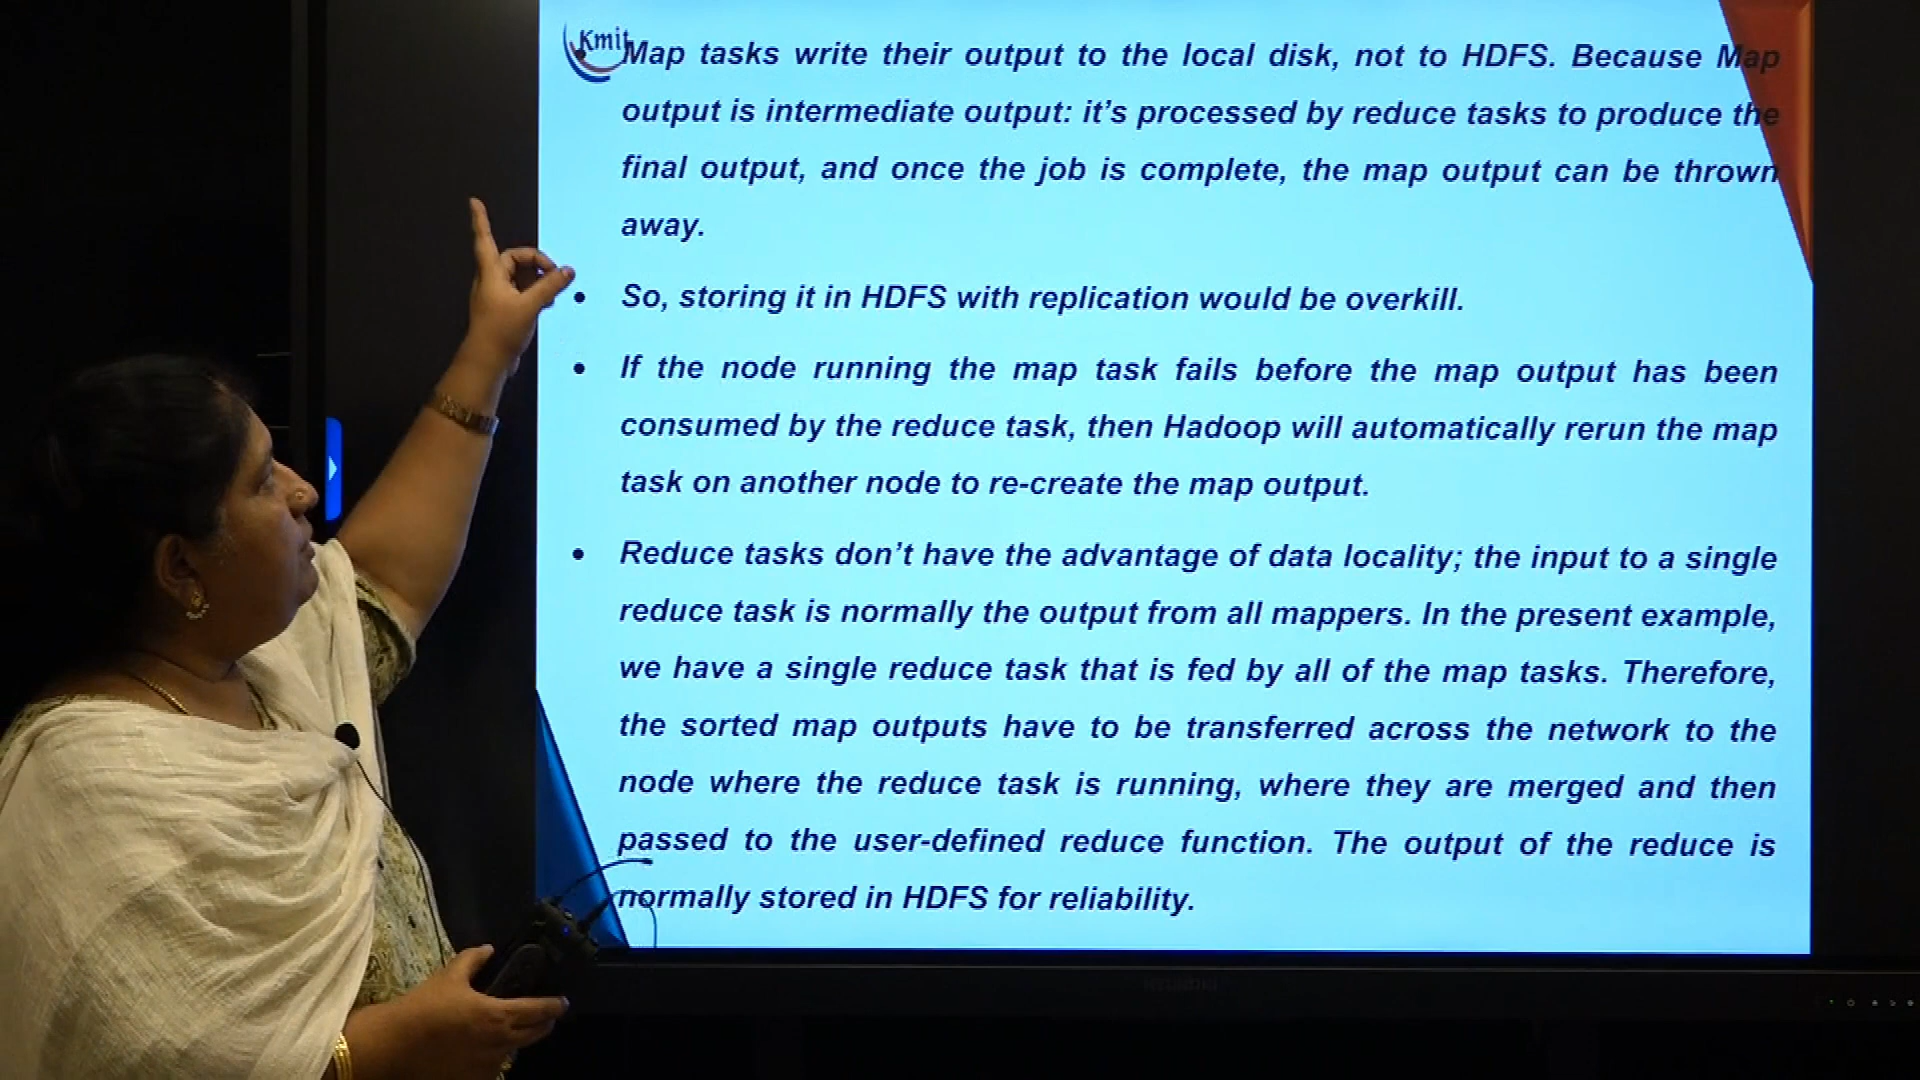 Kmit
Map tasks write their output to the local disk, not to HDFS. Because Map
output is intermediate output: it’s processed by reduce tasks to produce the
final output, and once the job is complete, the map output can be thrown
away.
• So, storing it in HDFS with replication would be overkill.
• If the node running the map task fails before the map output has been
consumed by the reduce task, then Hadoop will automatically rerun the map
task on another node to re-create the map output.
• Reduce tasks don’t have the advantage of data locality; the input to a single
reduce task is normally the output from all mappers. In the present example,
we have a single reduce task that is fed by all of the map tasks. Therefore,
the sorted map outputs have to be transferred across the network to the
node where the reduce task is running, where they are merged and then
passed to the user-defined reduce function. The output of the reduce is
normally stored in HDFS for reliability.